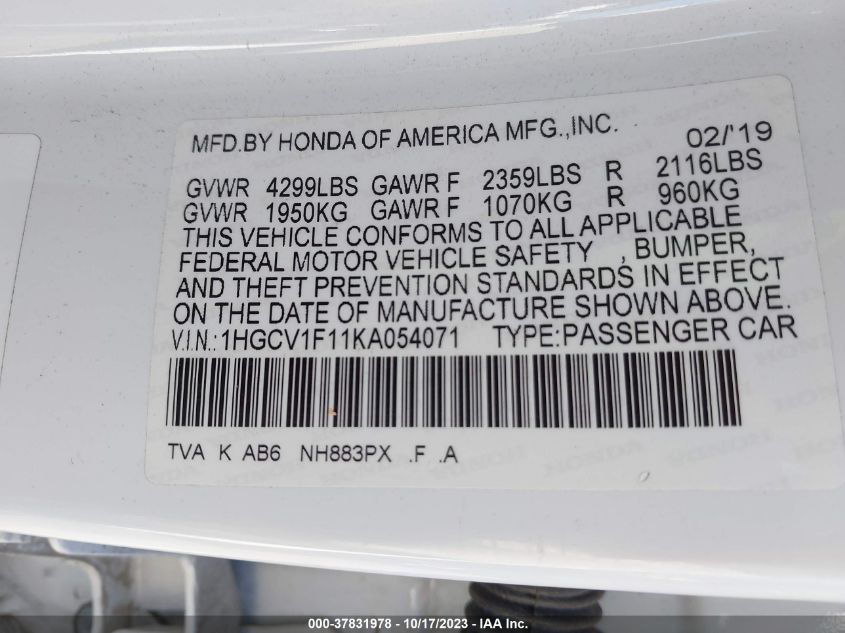 MFD.BY HONDA OF AMERICA MFG.,INC. 02/'19
GVWR 4299LBS GAWR F 2359LBS R 2116LBS
GVWR 1950KG GAWR F 1070KG R 960KG
THIS VEHICLE CONFORMS TO ALL APPLICABLE
FEDERAL MOTOR VEHICLE SAFETY , BUMPER,
AND THEFT PREVENTION STANDARDS IN EFFECT
ON THE DATE OF MANUFACTURE SHOWN ABOVE.
V.I.N.:1HGCV1F11KA054071 TYPE:PASSENGER CAR
TVA K AB6 NH883PX .F .A
000-37831978 | 10/17/2023 | IAA Inc.